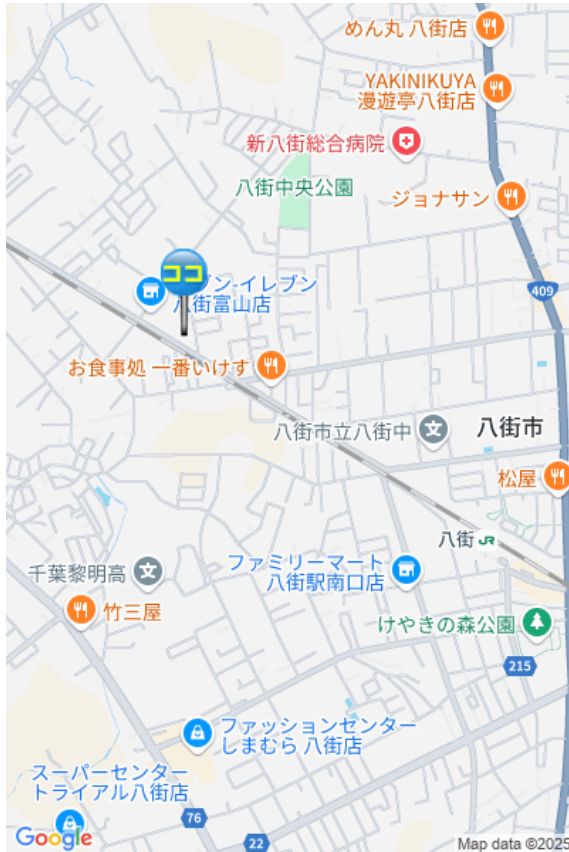 めん丸 八街店
YAKINIKUYA
漫遊亭八街店
新八街総合病院
八街中央公園
ジョナサン
ココ
ン-イレブン
八街富山店
409
お食事処 一番いけす
八街市立八街中
八街市
松屋
八街 JR
ファミリーマート
八街駅南口店
千葉黎明高
竹三屋
けやきの森公園
215
ファッションセンター
しまむら 八街店
スーパーセンター
トライアル八街店
76
22
Google
Map data ©2025